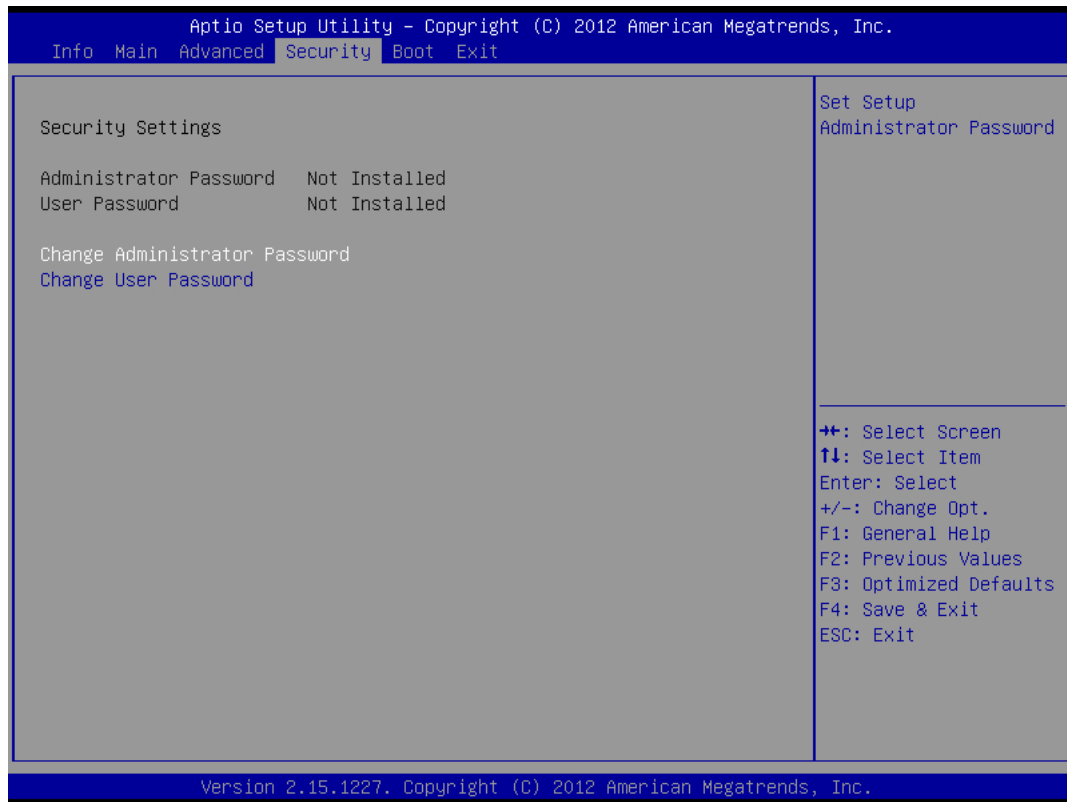 Aptio Setup Utility – Copyright (C) 2012 American Megatrends, Inc.
Info Main Advanced Security Boot Exit
Security Settings
Administrator Password Not Installed
User Password Not Installed
Change Administrator Password
Change User Password
Set Setup
Administrator Password
→←: Select Screen
↑↓: Select Item
Enter: Select
+/-: Change Opt.
F1: General Help
F2: Previous Values
F3: Optimized Defaults
F4: Save & Exit
ESC: Exit
Version 2.15.1227. Copyright (C) 2012 American Megatrends, Inc.